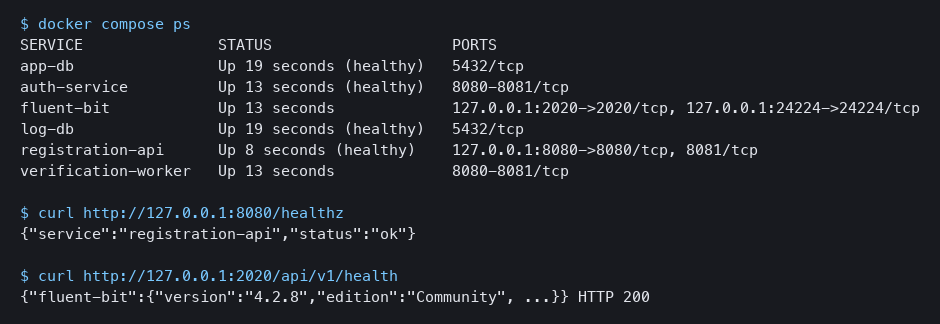 $ docker compose ps
SERVICE               STATUS                    PORTS
app-db                Up 19 seconds (healthy)   5432/tcp
auth-service          Up 13 seconds (healthy)   8080-8081/tcp
fluent-bit            Up 13 seconds             127.0.0.1:2020->2020/tcp, 127.0.0.1:24224->24224/tcp
log-db                Up 19 seconds (healthy)   5432/tcp
registration-api      Up 8 seconds (healthy)    127.0.0.1:8080->8080/tcp, 8081/tcp
verification-worker   Up 13 seconds             8080-8081/tcp
$ curl http://127.0.0.1:8080/healthz
{"service":"registration-api","status":"ok"}
$ curl http://127.0.0.1:2020/api/v1/health
{"fluent-bit":{"version":"4.2.8","edition":"Community", ...}} HTTP 200